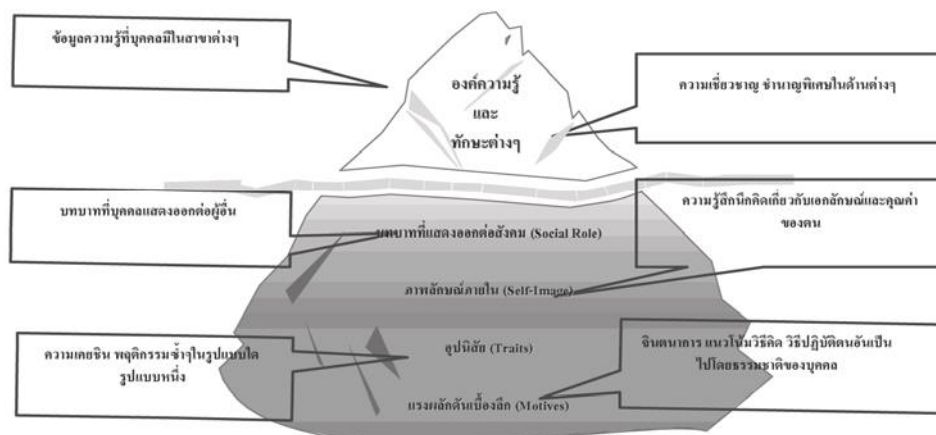 ข้อมูลความรู้ที่บุคคลมีในสาขาต่างๆ
องค์ความรู้
และ
ทักษะต่างๆ
ความเชี่ยวชาญ ชำนาญพิเศษในด้านต่างๆ
บทบาทที่บุคคลแสดงออกต่อผู้อื่น
บทบาทที่แสดงออกต่อสังคม (Social Role)
ความรู้สึกนึกคิดเกี่ยวกับเอกลักษณ์และคุณค่า
ของตน
ภาพลักษณ์ภายใน (Self-Image)
ความเคยชิน พฤติกรรมซ้ำๆในรูปแบบใด
รูปแบบหนึ่ง
อุปนิสัย (Traits)
จินตนาการ แนวโน้มวิธีคิด วิธีปฏิบัติตนอันเป็น
ไปโดยธรรมชาติของบุคคล
แรงผลักดันเบื้องลึก (Motives)